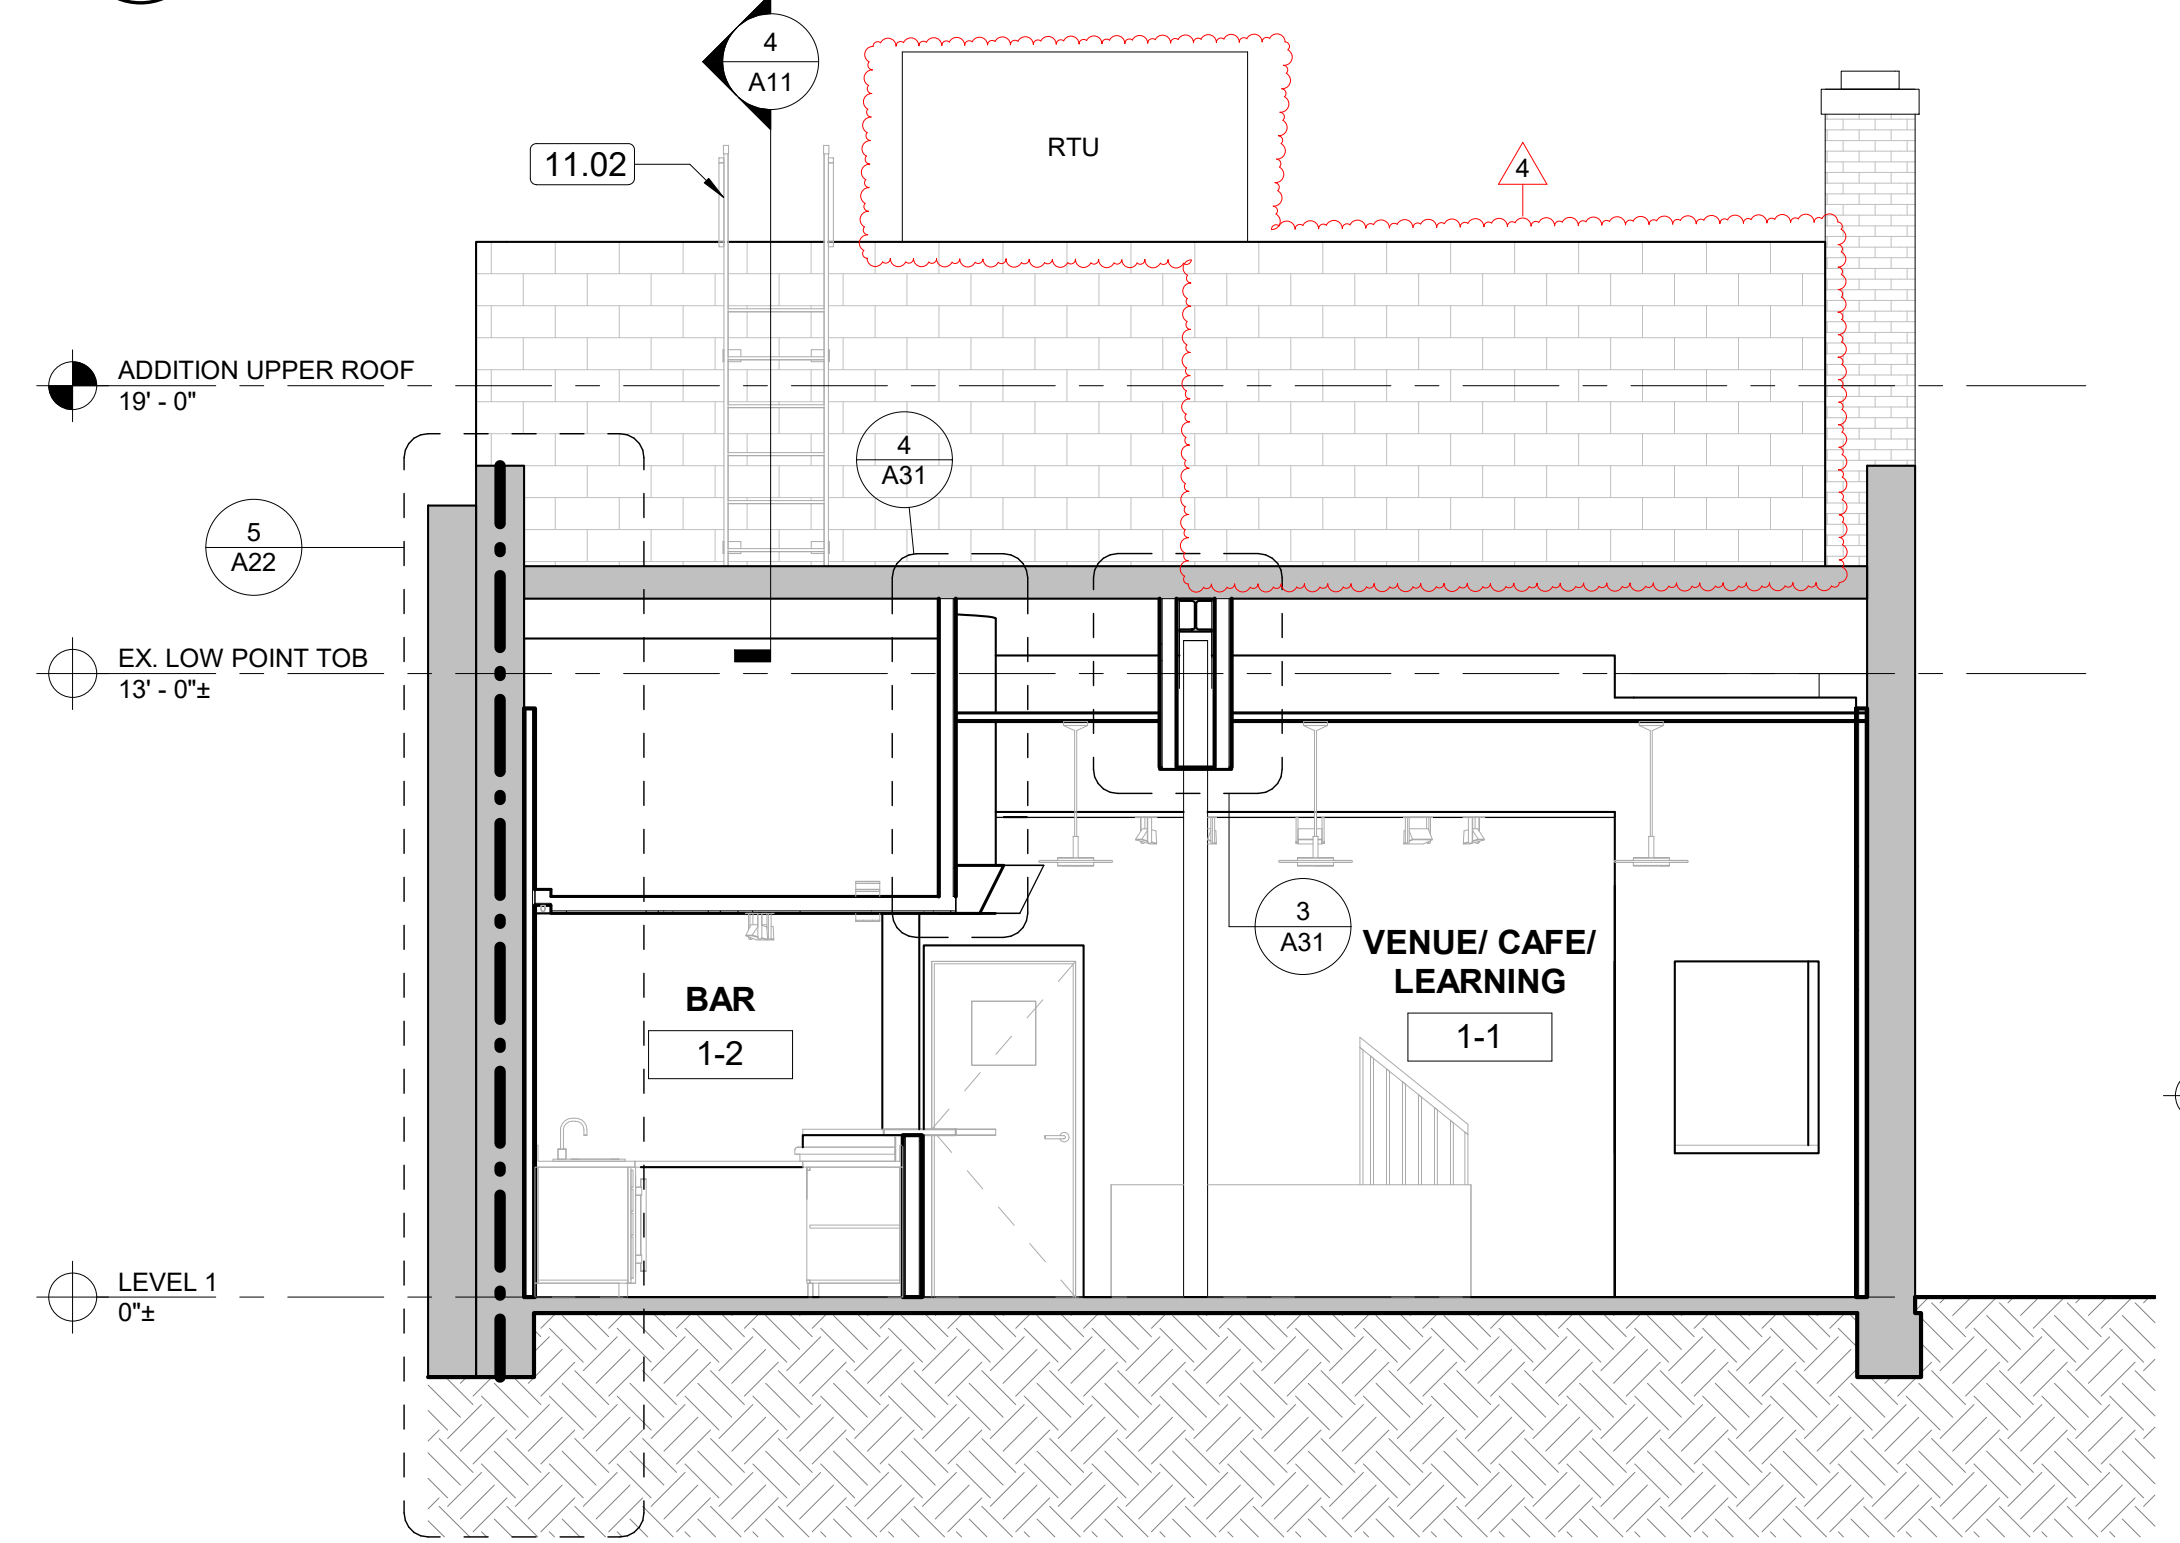 4
A11
11.02
RTU
4
ADDITION UPPER ROOF
19' - 0"
4
A31
5
A22
EX. LOW POINT TOB
13' - 0"±
3
A31
VENUE/ CAFE/
LEARNING
1-1
BAR
1-2
LEVEL 1
0"±